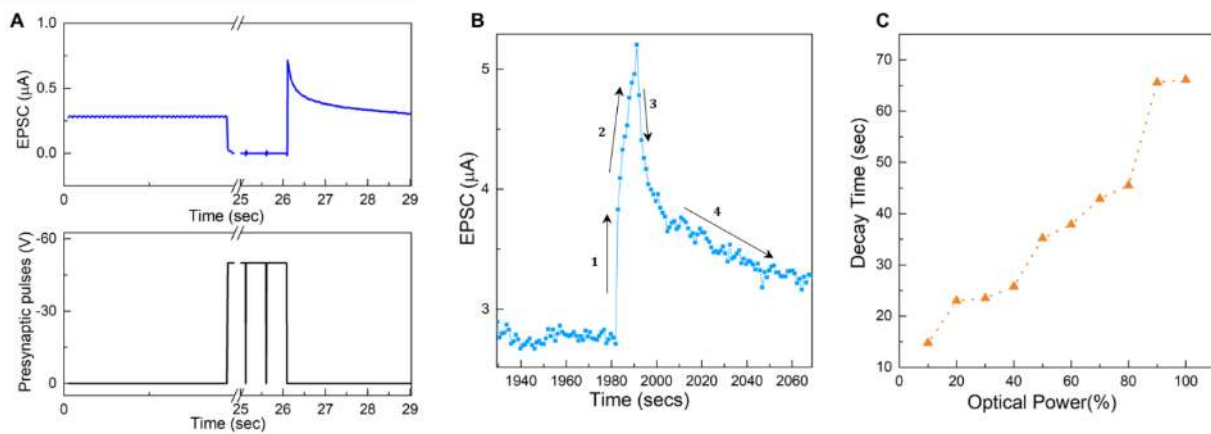 A
EPSC (μA)
1.0
0.5
0.0
0 25 26 27 28 29
Time (sec)
Presynaptic pulses (V)
-60
-30
0
0 25 26 27 28 29
Time (sec)
B
EPSC (μA)
5
4
3
1
2
3
4
1940 1960 1980 2000 2020 2040 2060
Time (secs)
C
Decay Time (sec)
70
60
50
40
30
20
10
0 20 40 60 80 100
Optical Power(%)